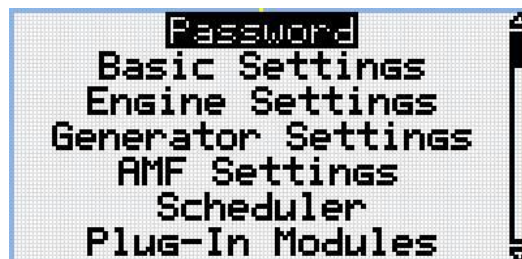 Password
Basic Settings
Engine Settings
Generator Settings
AMF Settings
Scheduler
Plug-In Modules